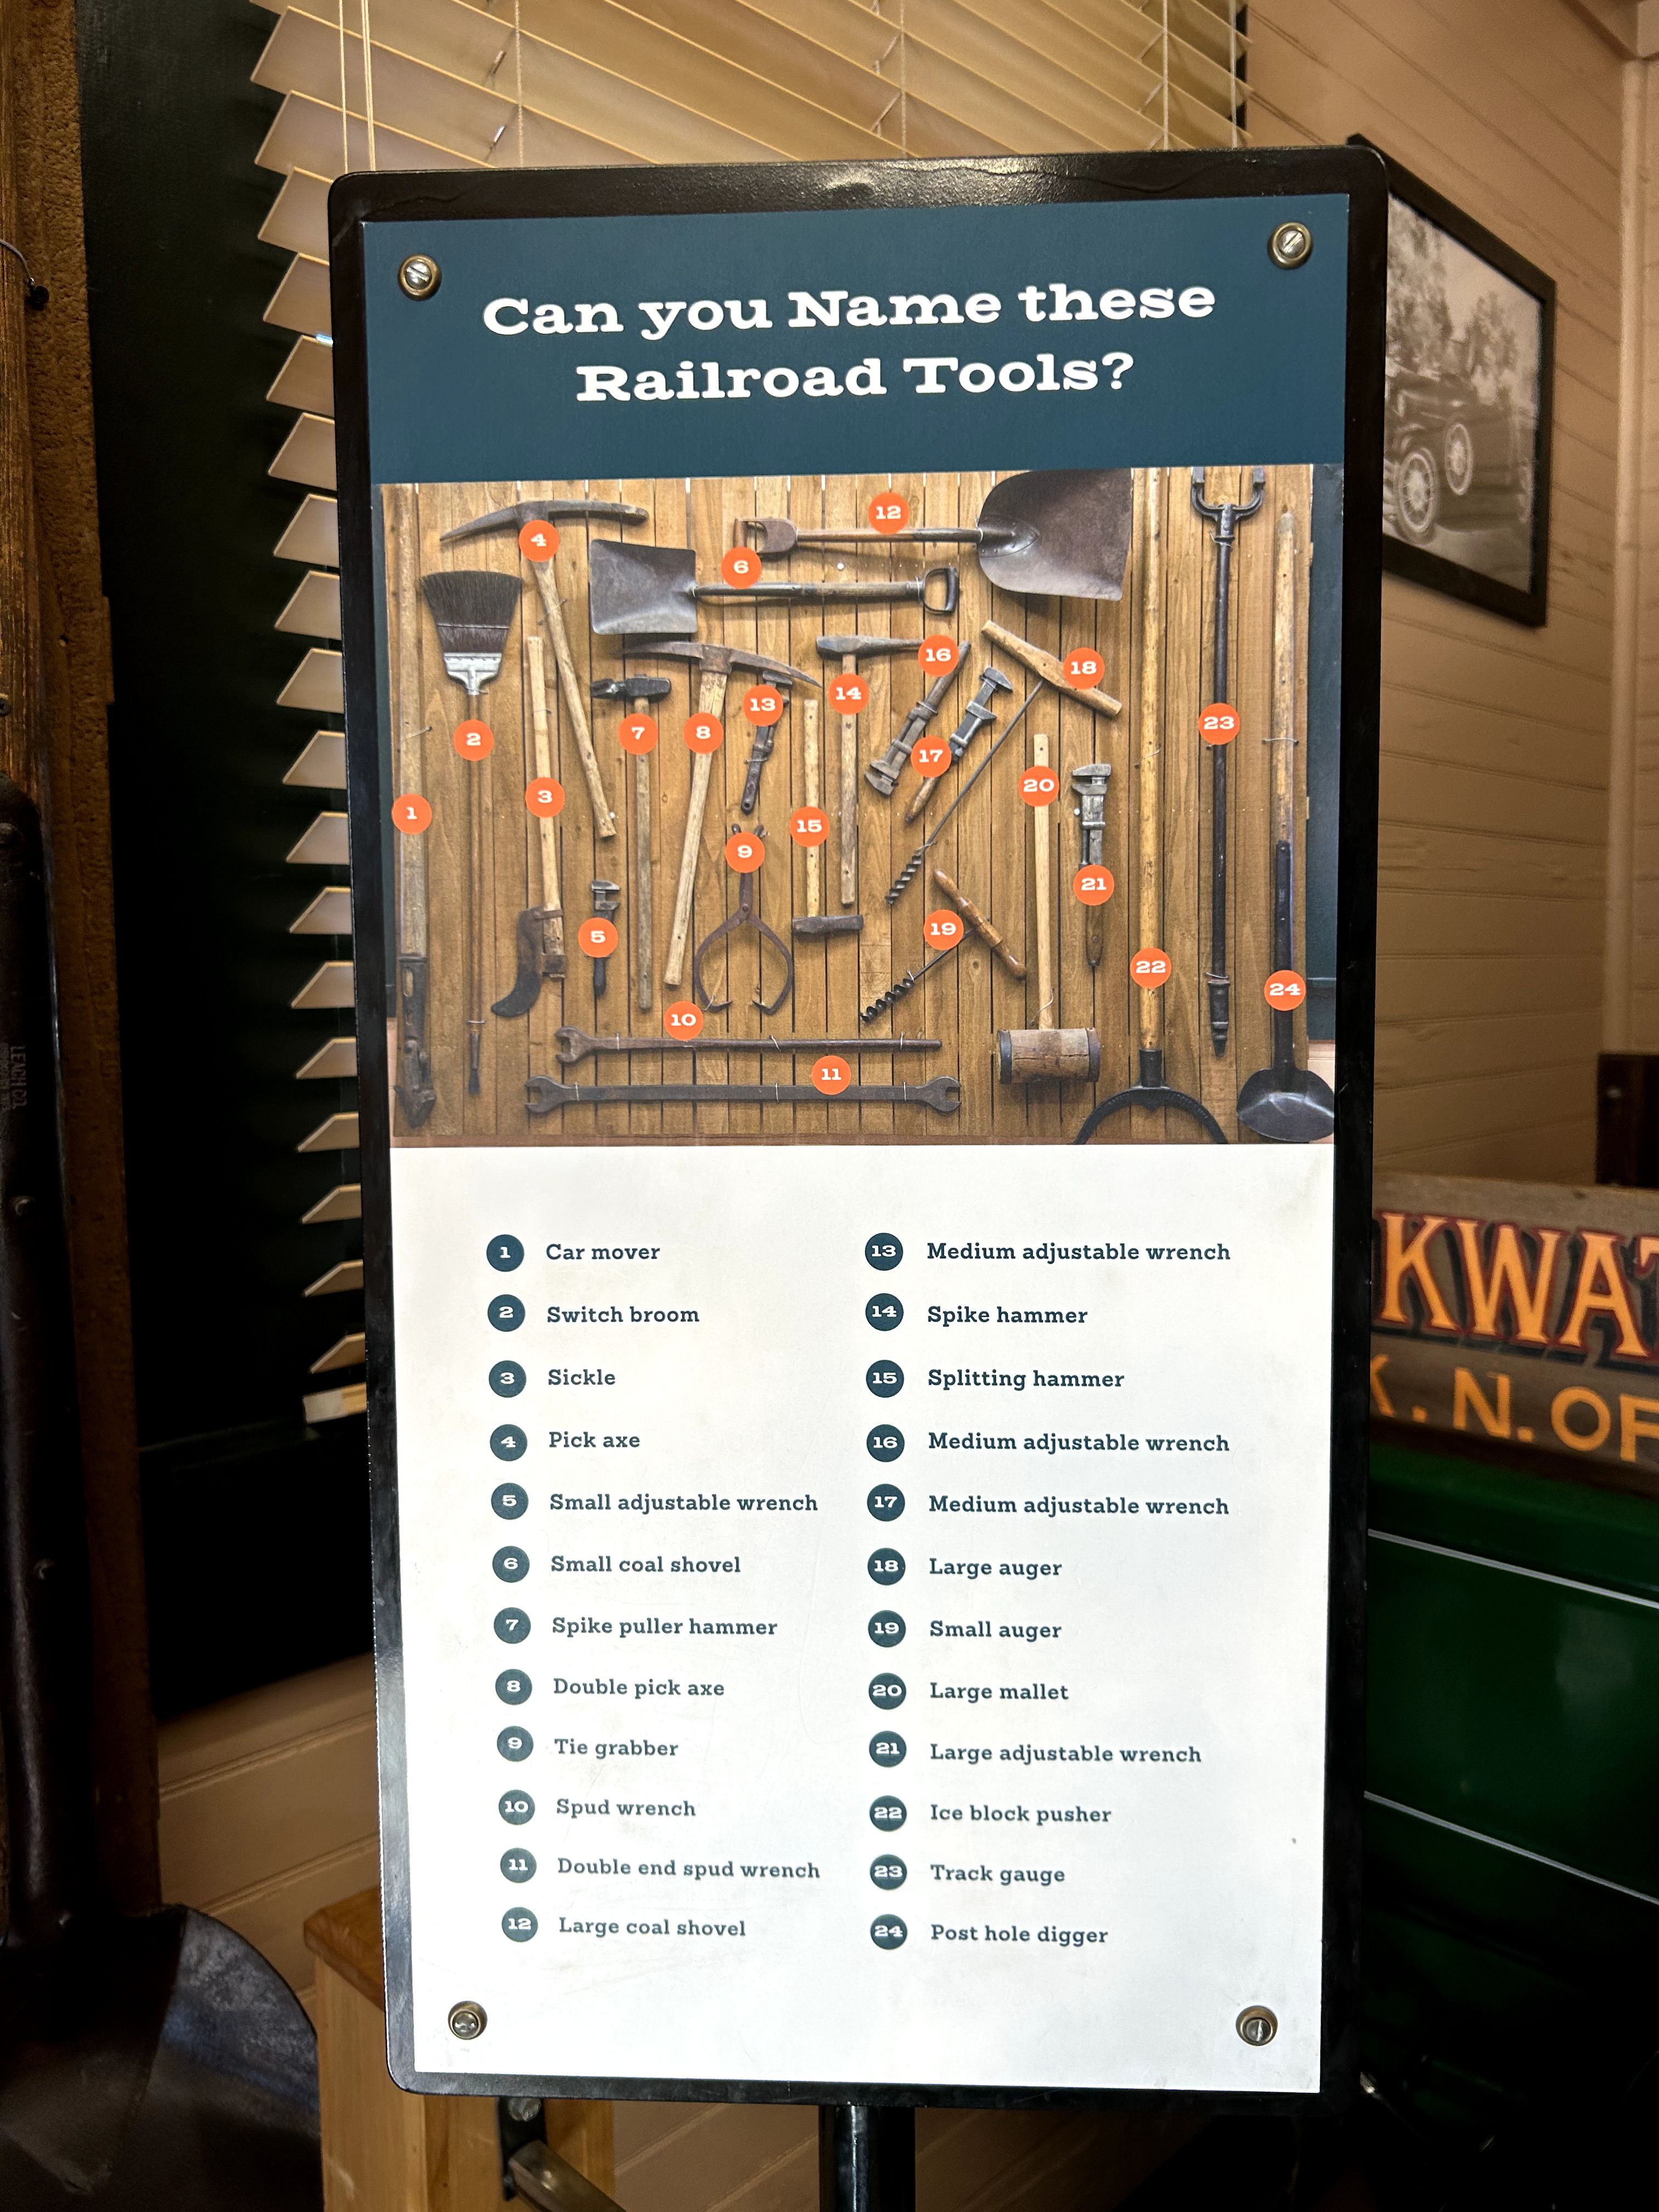 Can you Name these
Railroad Tools?
4
12
6
16
18
13
14
2
7
8
23
17
3
20
1
15
9
21
5
19
22
24
10
11
1 Car mover
2 Switch broom
3 Sickle
4 Pick axe
5 Small adjustable wrench
6 Small coal shovel
7 Spike puller hammer
8 Double pick axe
9 Tie grabber
10 Spud wrench
11 Double end spud wrench
12 Large coal shovel
13 Medium adjustable wrench
14 Spike hammer
15 Splitting hammer
16 Medium adjustable wrench
17 Medium adjustable wrench
18 Large auger
19 Small auger
20 Large mallet
21 Large adjustable wrench
22 Ice block pusher
23 Track gauge
24 Post hole digger
KWA
. N. OF
LEACH CO.